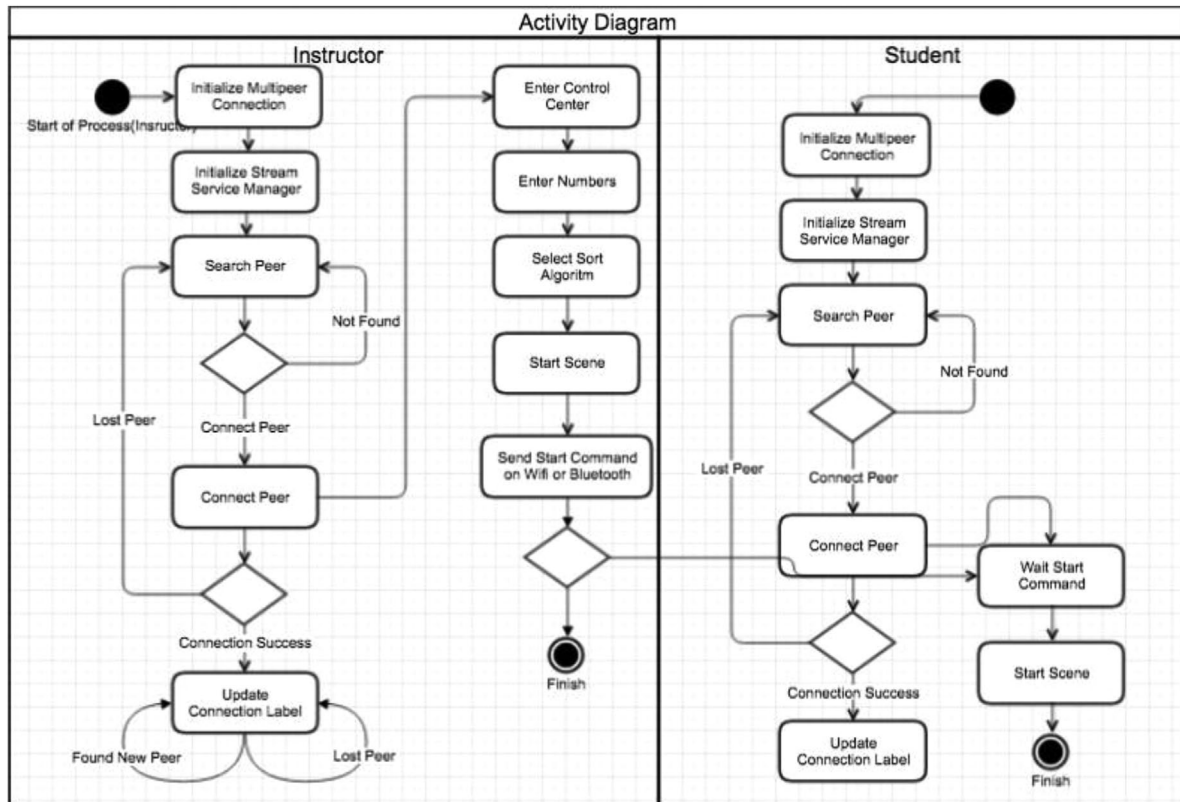 Activity Diagram
Instructor
Start of Process(Insructor)
Initialize Multipeer
Connection
Initialize Stream
Service Manager
Search Peer
Not Found
Lost Peer
Connect Peer
Connect Peer
Connection Success
Update
Connection Label
Found New Peer
Lost Peer
Enter Control
Center
Enter Numbers
Select Sort
Algoritm
Start Scene
Send Start Command
on Wifi or Bluetooth
Finish
Student
Initialize Multipeer
Connection
Initialize Stream
Service Manager
Search Peer
Not Found
Lost Peer
Connect Peer
Connect Peer
Connection Success
Update
Connection Label
Wait Start
Command
Start Scene
Finish